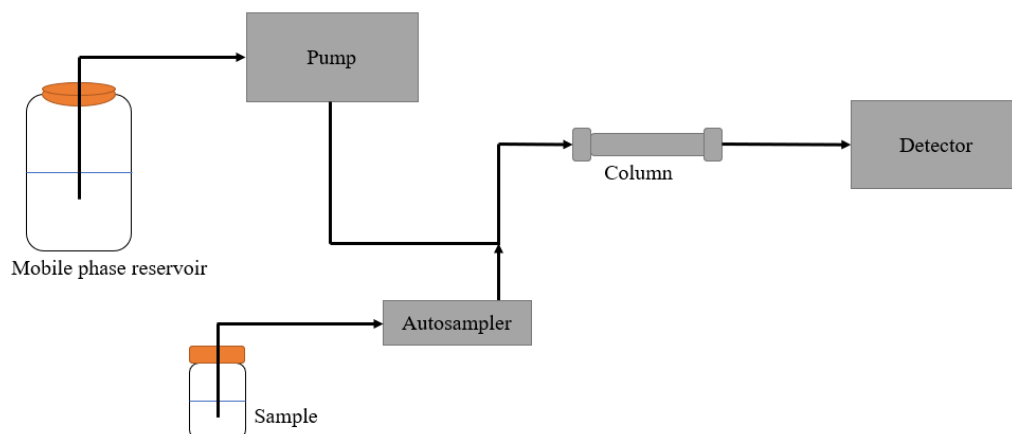 Pump
Detector
Column
Mobile phase reservoir
Autosampler
Sample